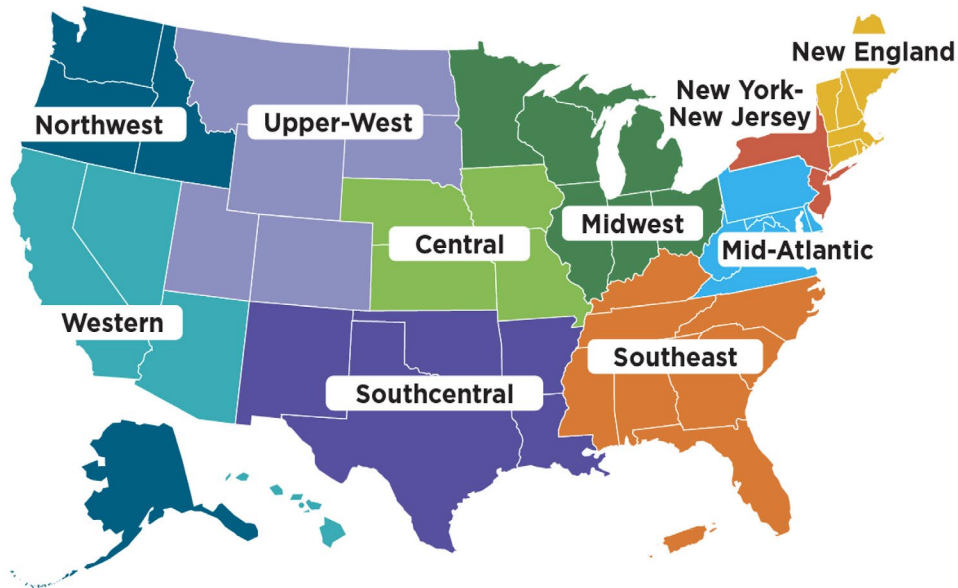 New England
New York-
New Jersey
Northwest
Upper-West
Midwest
Central
Mid-Atlantic
Western
Southeast
Southcentral